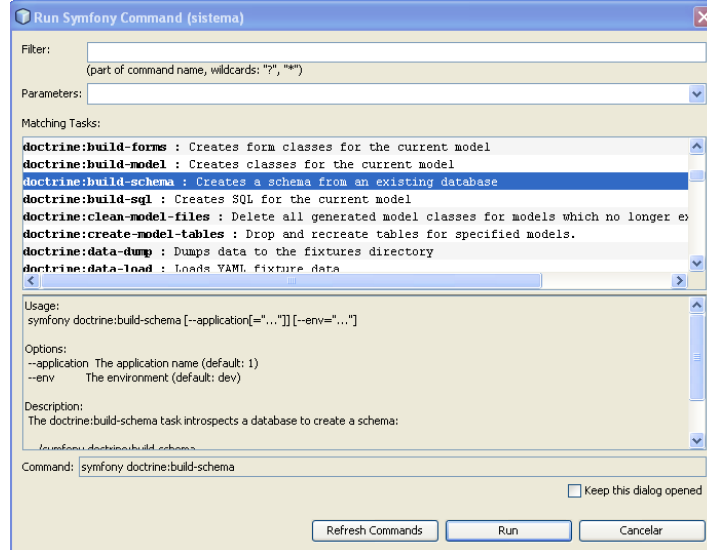 Run Symfony Command (sistema)
Filter:
(part of command name, wildcards: "?", "*")
Parameters:
Matching Tasks:
doctrine:build-forms : Creates form classes for the current model
doctrine:build-model : Creates classes for the current model
doctrine:build-schema : Creates a schema from an existing database
doctrine:build-sql : Creates SQL for the current model
doctrine:clean-model-files : Delete all generated model classes for models which no longer ex
doctrine:create-model-tables : Drop and recreate tables for specified models.
doctrine:data-dump : Dumps data to the fixtures directory
doctrine:data-load : Loads YAML fixture data
Usage:
symfony doctrine:build-schema [--application[="..."]] [--env="..."]
Options:
--application The application name (default: 1)
--env The environment (default: dev)
Description:
The doctrine:build-schema task introspects a database to create a schema:
./symfony doctrine:build-schema
Command: symfony doctrine:build-schema
Keep this dialog opened
Refresh Commands Run Cancelar